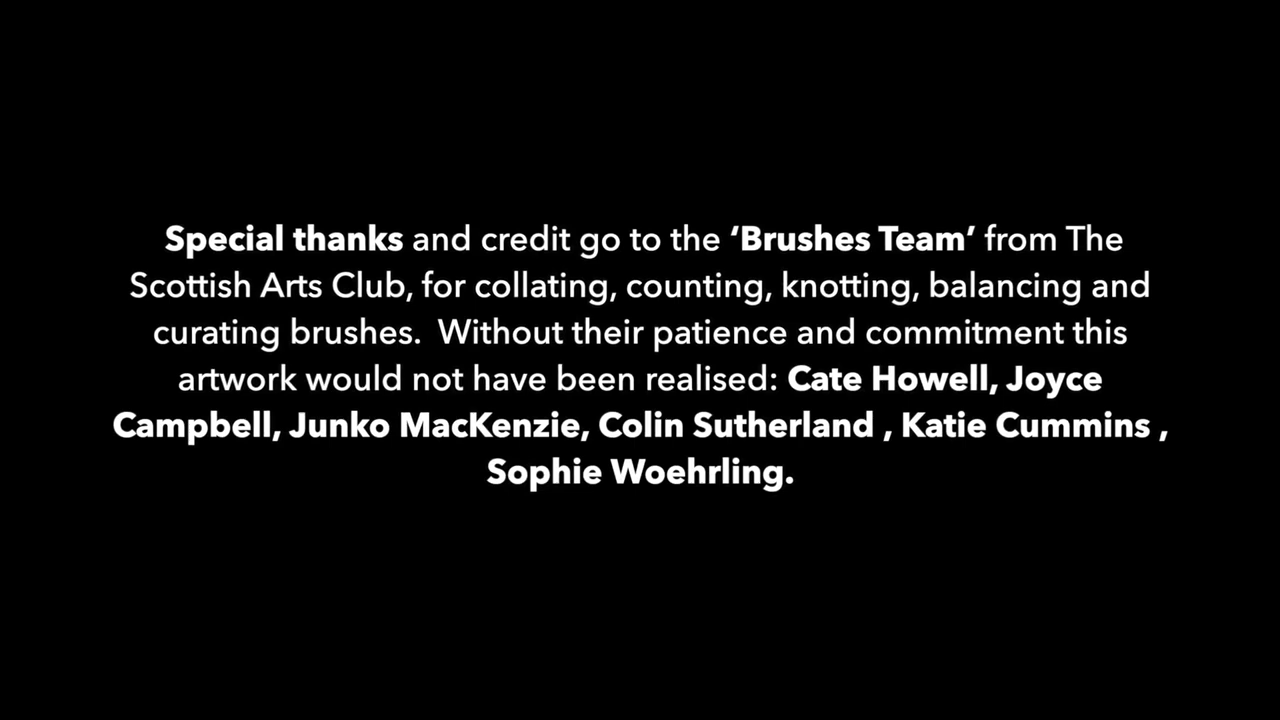 Special thanks and credit go to the ‘Brushes Team’ from The
Scottish Arts Club, for collating, counting, knotting, balancing and
curating brushes.  Without their patience and commitment this
artwork would not have been realised: Cate Howell, Joyce
Campbell, Junko MacKenzie, Colin Sutherland , Katie Cummins ,
Sophie Woehrling.